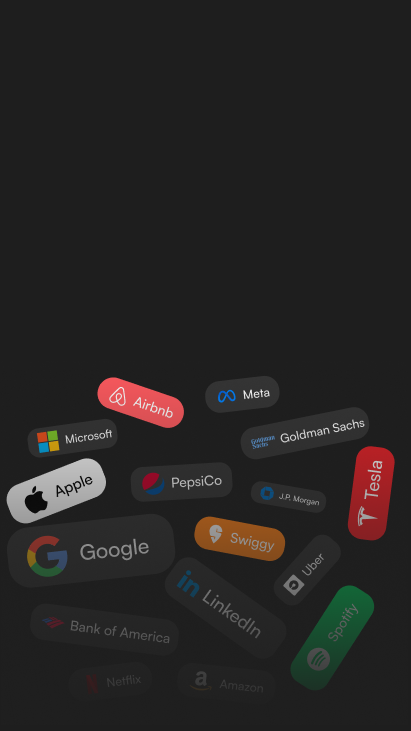 Airbnb
Meta
Microsoft
Goldman Sachs
Goldman
Sachs
Apple
PepsiCo
Tesla
J.P. Morgan
Google
Swiggy
Uber
in LinkedIn
Bank of America
Spotify
Netflix
Amazon